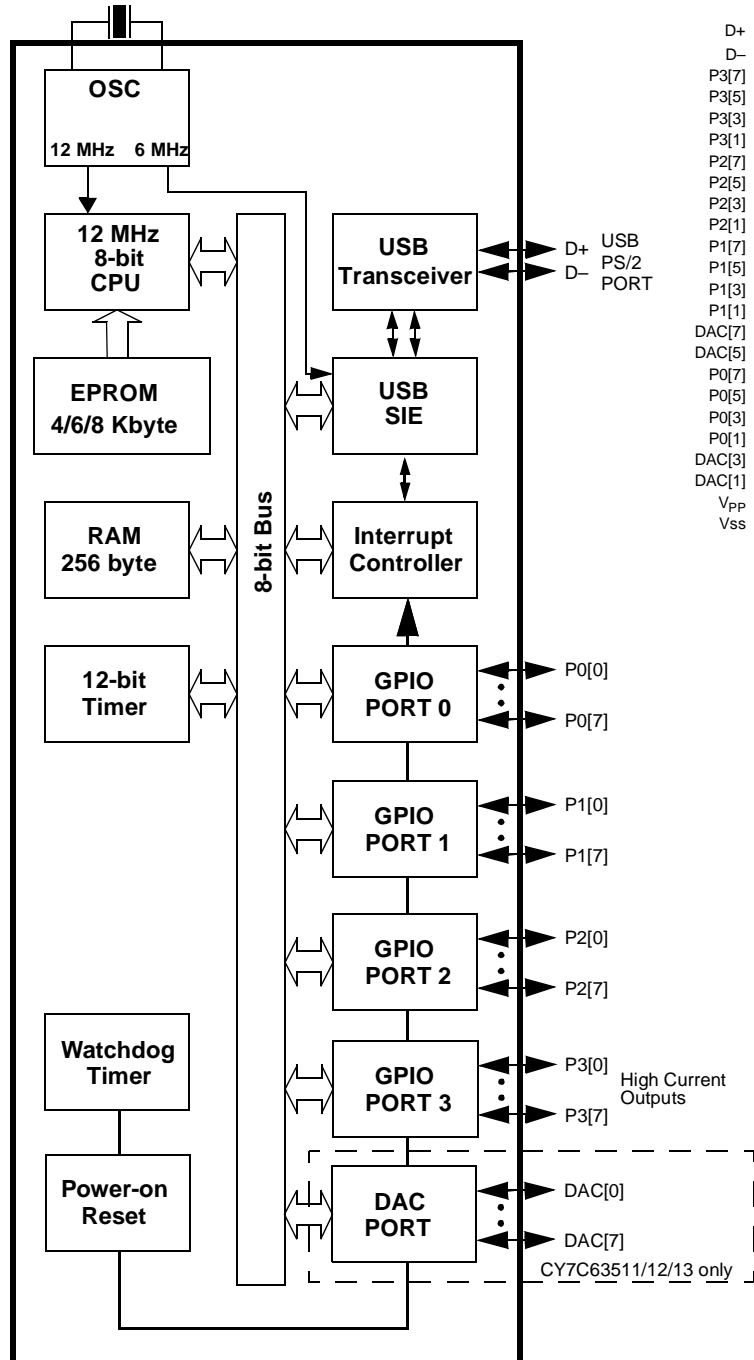 OSC
12 MHz 6 MHz
12 MHz
8-bit
CPU
EPROM
4/6/8 Kbyte
RAM
256 byte
12-bit
Timer
Watchdog
Timer
Power-on
Reset
8-bit Bus
USB
Transceiver
USB
SIE
Interrupt
Controller
GPIO
PORT 0
GPIO
PORT 1
GPIO
PORT 2
GPIO
PORT 3
DAC
PORT
D+ USB
D– PS/2
PORT
P0[0]
P0[7]
P1[0]
P1[7]
P2[0]
P2[7]
P3[0]
High Current
Outputs
P3[7]
DAC[0]
DAC[7]
CY7C63511/12/13 only
D+
D–
P3[7]
P3[5]
P3[3]
P3[1]
P2[7]
P2[5]
P2[3]
P2[1]
P1[7]
P1[5]
P1[3]
P1[1]
DAC[7]
DAC[5]
P0[7]
P0[5]
P0[3]
P0[1]
DAC[3]
DAC[1]
VPP
Vss